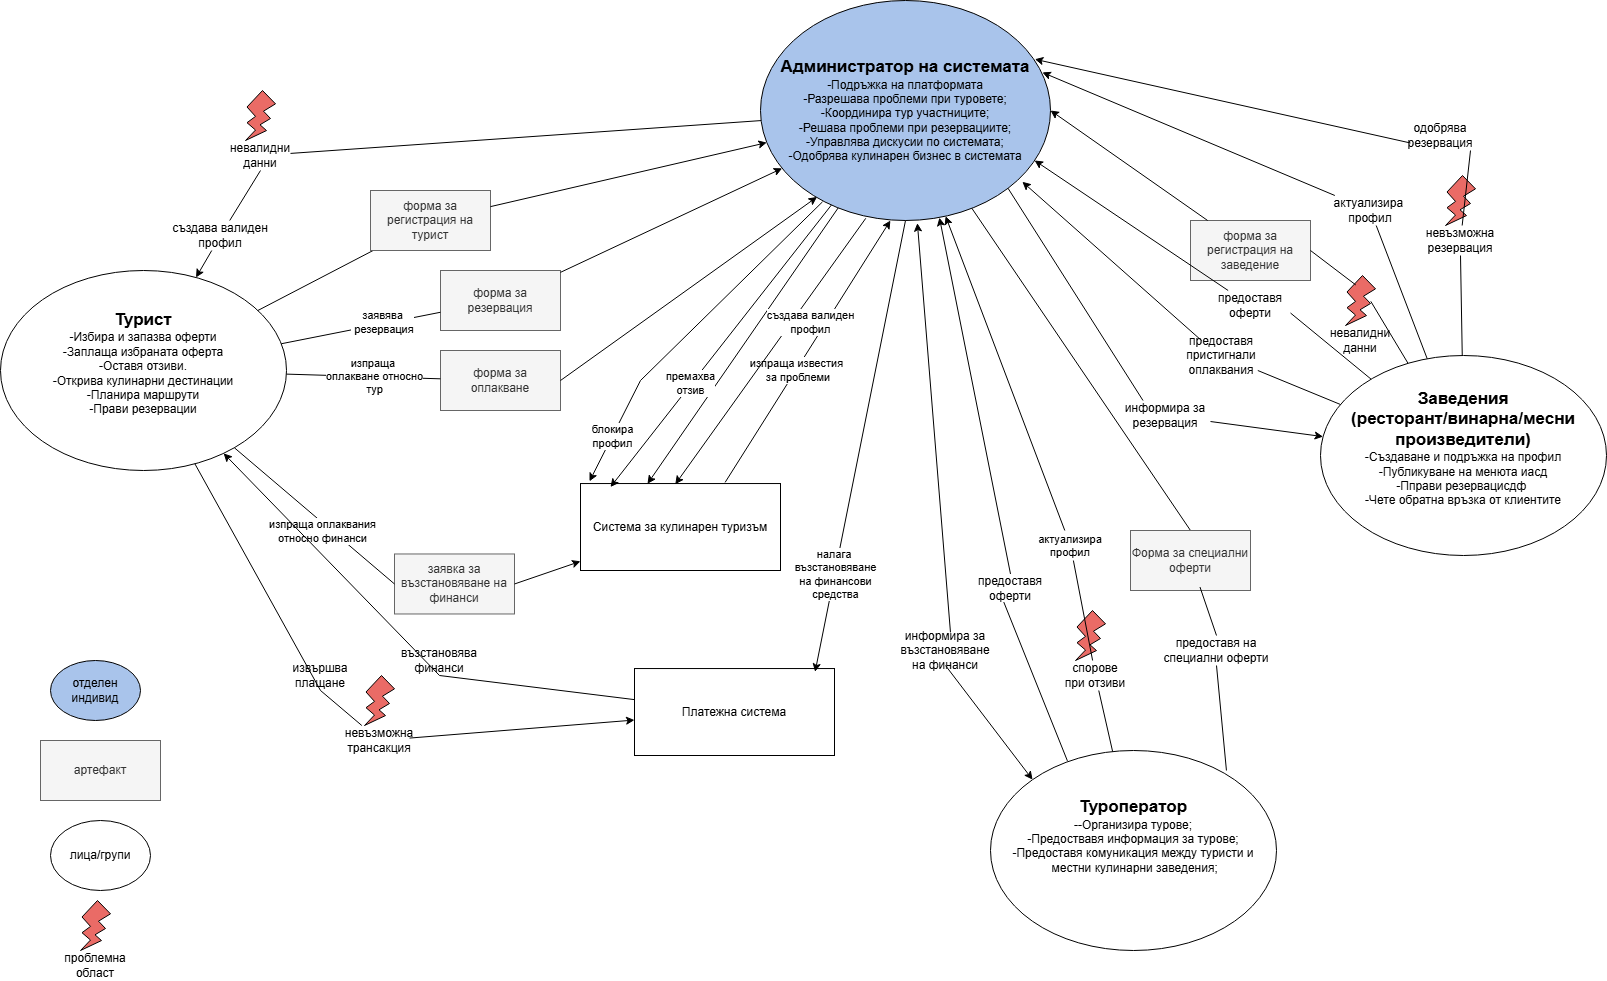 Администратор на системата
-Подръжка на платформата
-Разрешава проблеми при туровете;
-Координира тур участниците;
-Решава проблеми при резервациите;
-Управлява дискусии по системата;
-Одобрява кулинарен бизнес в системата
невалидни
данни
създава валиден
профил
форма за
регистрация на
турист
форма за
резервация
форма за
оплакване
заявява
резервация
изпраща
оплакване относно
тур
Турист
-Избира и запазва оферти
-Заплаща избраната оферта
-Оставя отзиви.
-Открива кулинарни дестинации
-Планира маршрути
-Прави резервации
одобрява
резервация
актуализира
профил
невъзможна
резервация
форма за
регистрация на
заведение
предоставя
оферти
невалидни
данни
предоставя
пристигнали
оплаквания
информира за
резервация
Заведения
(ресторант/винарна/месни
производители)
-Създаване и подръжка на профил
-Публикуване на менюта иасд
-Пправи резервацисдф
-Чете обратна връзка от клиентите
създава валиден
профил
изпраща известия
за проблеми
премахва
отзив
блокира
профил
Система за кулинарен туризъм
изпраща оплаквания
относно финанси
заявка за
възстановяване на
финанси
налага
възстановяване
на финансови
средства
актуализира
профил
предоставя
оферти
Форма за специални
оферти
информира за
възстановяване
на финанси
спорове
при отзиви
предоставя на
специални оферти
извършва
плащане
възстановява
финанси
невъзможна
трансакция
Платежна система
Туроператор
--Организира турове;
-Предоствавя информация за турове;
-Предоставя комуникация между туристи и
местни кулинарни заведения;
отделен
индивид
артефакт
лица/групи
проблемна
област